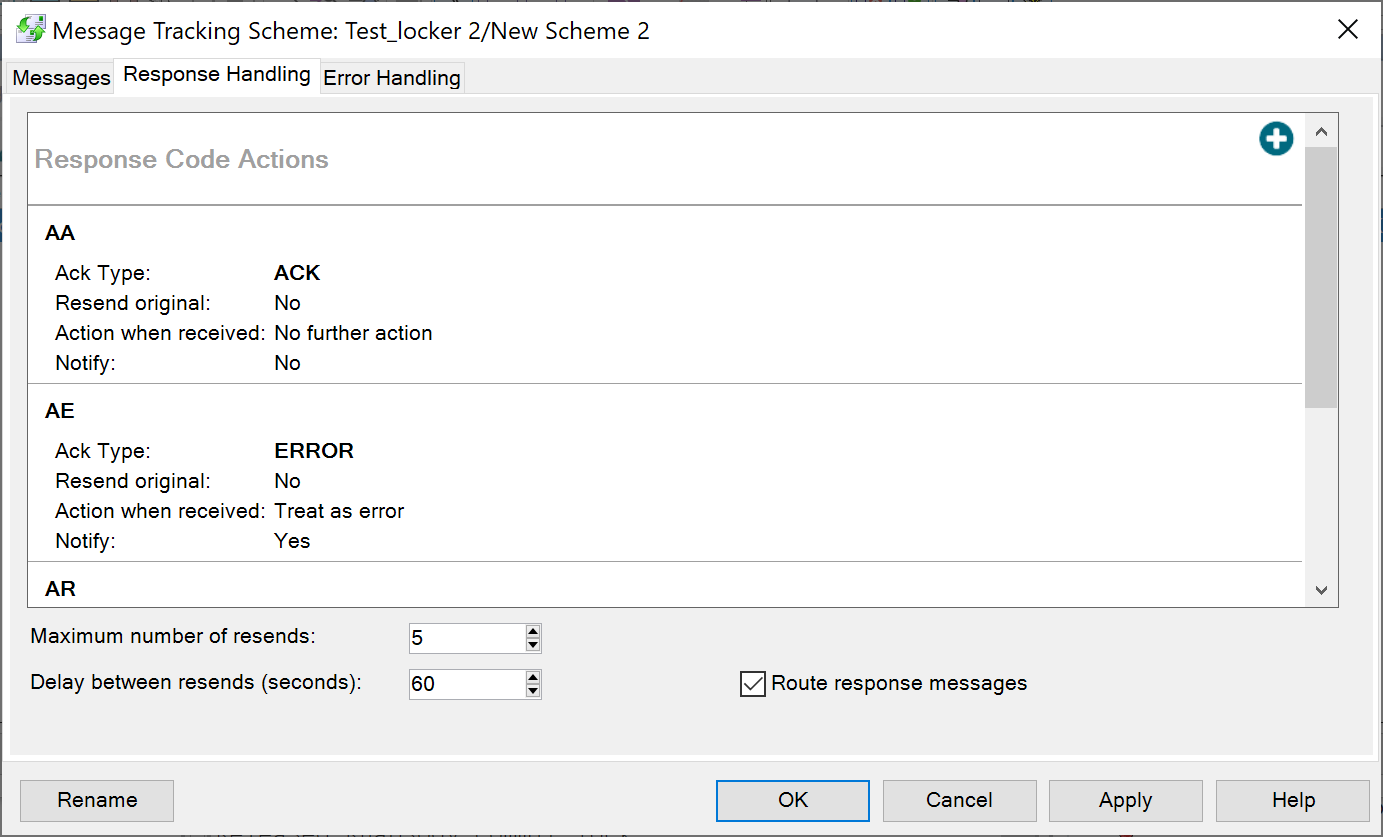 Message Tracking Scheme: Test_locker 2/New Scheme 2
Messages Response Handling Error Handling
Response Code Actions
AA
Ack Type: ACK
Resend original: No
Action when received: No further action
Notify: No
AE
Ack Type: ERROR
Resend original: No
Action when received: Treat as error
Notify: Yes
AR
Maximum number of resends: 5
Delay between resends (seconds): 60 Route response messages
Rename OK Cancel Apply Help